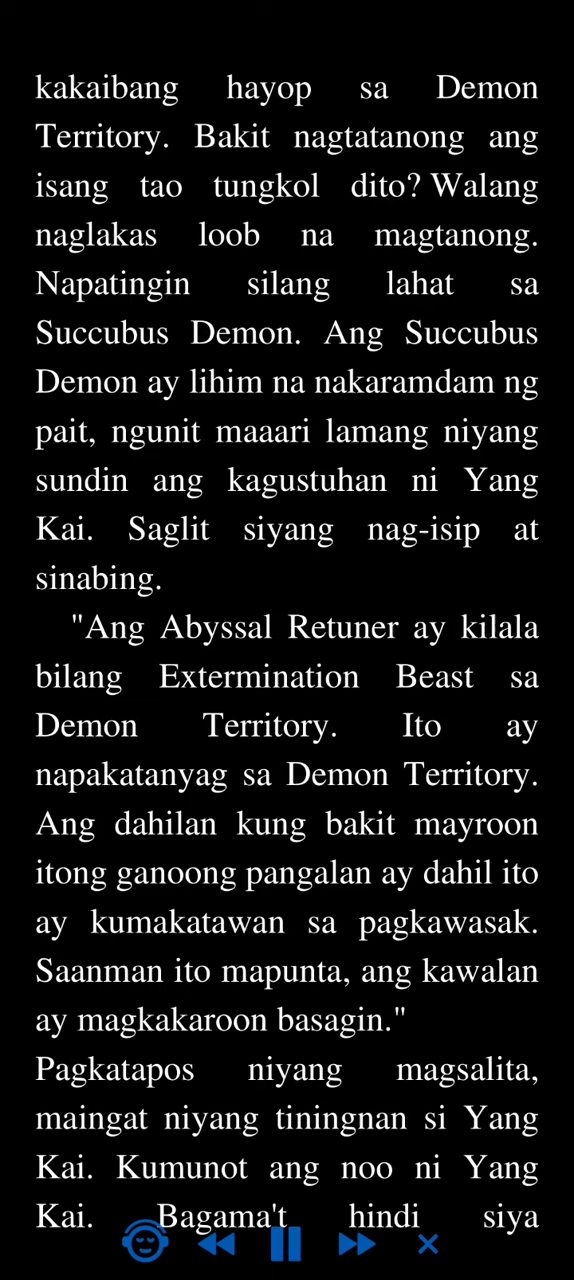 kakaibang hayop sa Demon
Territory. Bakit nagtatanong ang
isang tao tungkol dito? Walang
naglakas loob na magtanong.
Napatingin silang lahat sa
Succubus Demon. Ang Succubus
Demon ay lihim na nakaramdam ng
pait, ngunit maaari lamang niyang
sundin ang kagustuhan ni Yang
Kai. Saglit siyang nag-isip at
sinabing.
"Ang Abyssal Retuner ay kilala
bilang Extermination Beast sa
Demon Territory. Ito ay
napakatanyag sa Demon Territory.
Ang dahilan kung bakit mayroon
itong ganoong pangalan ay dahil ito
ay kumakatawan sa pagkawasak.
Saanman ito mapunta, ang kawalan
ay magkakaroon basagin."
Pagkatapos niyang magsalita,
maingat niyang tiningnan si Yang
Kai. Kumunot ang noo ni Yang
Kai. Bagama't hindi siya